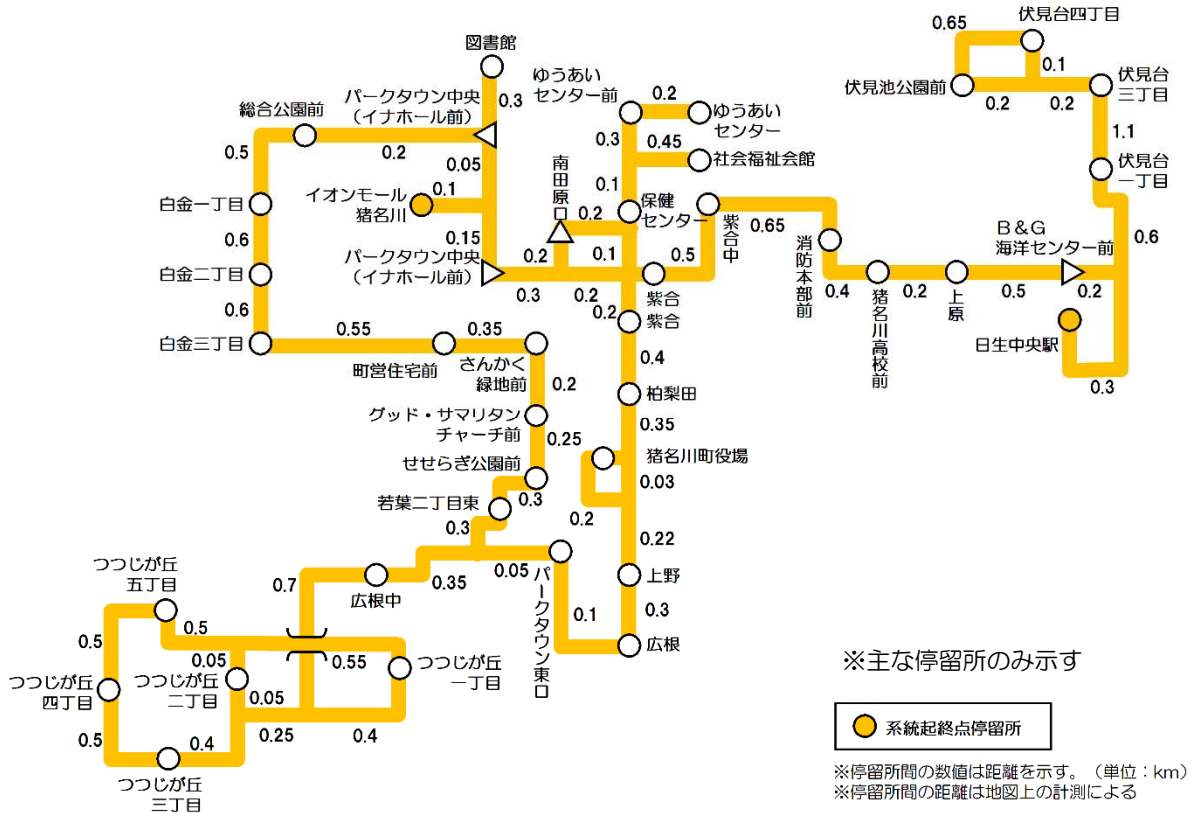 図書館
0.3
パークタウン中央
（イナホール前）
総合公園前
0.2
0.5
0.05
イオンモール
猪名川
0.1
0.15
白金一丁目
0.6
白金二丁目
0.6
白金三丁目
パークタウン中央
（イナホール前）
0.3
0.2
南田原口
0.2
0.1
0.2
ゆうあい
センター前
0.2
ゆうあい
センター
0.3
0.45
社会福祉会館
0.1
保健
センター
紫合
0.5
紫合中
0.65
消防本部前
0.4
猪名川高校前
0.2
上原
0.5
Ｂ＆Ｇ
海洋センター前
0.2
0.6
日生中央駅
0.3
伏見台四丁目
0.65
0.1
伏見池公園前
0.2
0.2
伏見台
三丁目
1.1
伏見台
一丁目
0.2
紫合
0.4
柏梨田
0.35
猪名川町役場
0.03
0.2
0.22
上野
0.3
広根
0.1
パークタウン東口
0.05
0.55
町営住宅前
0.35
さんかく
緑地前
0.2
グッド・サマリタン
チャーチ前
0.25
せせらぎ公園前
0.3
若葉二丁目東
0.3
0.35
広根中
0.7
つつじが丘
五丁目
0.5
0.5
0.05
0.55
つつじが丘
一丁目
つつじが丘
二丁目
つつじが丘
四丁目
0.05
0.25
0.4
0.5
0.4
つつじが丘
三丁目
※主な停留所のみ示す
系統起終点停留所
※停留所間の数値は距離を示す。（単位：km）
※停留所間の距離は地図上の計測による